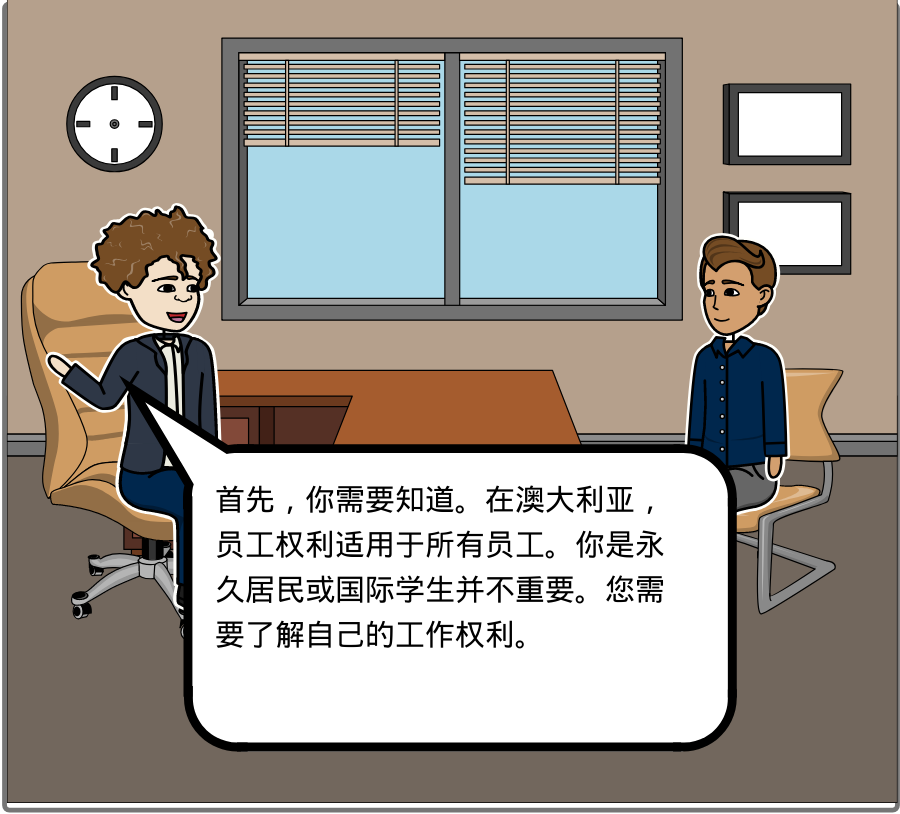 首先，你需要知道。在澳大利亚，
员工权利适用于所有员工。你是永
久居民或国际学生并不重要。您需
要了解自己的工作权利。